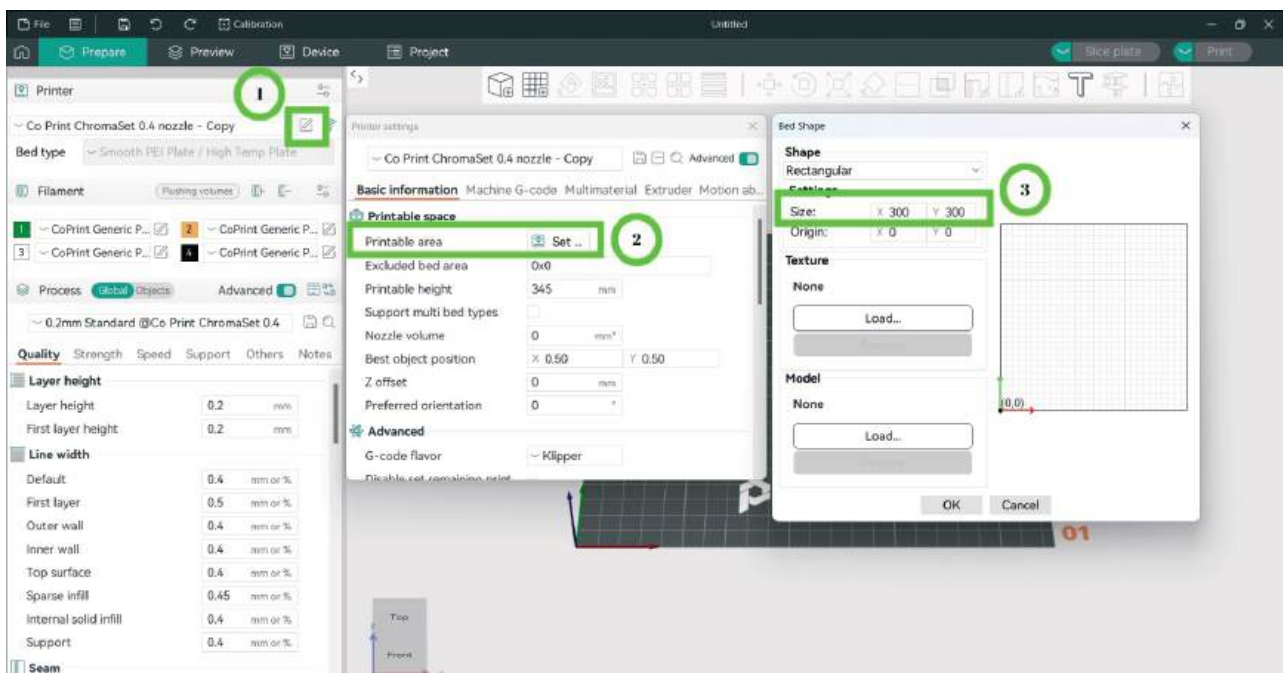 File
Calibration
Untitled
Prepare
Preview
Device
Project
Slice plate
Print
1
Printer
Co Print ChromaSet 0.4 nozzle - Copy
Bed type
Smooth PEI Plate / High Temp Plate
Filament
Flushing volumes
1 CoPrint Generic P...
2 CoPrint Generic P...
3 CoPrint Generic P...
4 CoPrint Generic P...
Process
Global
Objects
Advanced
0.2mm Standard @Co Print ChromaSet 0.4
Quality Strength Speed Support Others Notes
Layer height
Layer height 0.2 mm
First layer height 0.2 mm
Line width
Default 0.4 mm or %
First layer 0.5 mm or %
Outer wall 0.4 mm or %
Inner wall 0.4 mm or %
Top surface 0.4 mm or %
Sparse infill 0.45 mm or %
Internal solid infill 0.4 mm or %
Support 0.4 mm or %
Seam
Printer settings
Co Print ChromaSet 0.4 nozzle - Copy
Advanced
Basic information Machine G-code Multimaterial Extruder Motion ab...
Printable space
Printable area Set ...
2
Excluded bed area 0x0
Printable height 345 mm
Support multi bed types
Nozzle volume 0 mm³
Best object position X 0.50 Y 0.50
Z offset 0 mm
Preferred orientation 0 °
Advanced
G-code flavor Klipper
Disable set remaining print
Bed Shape
Shape
Rectangular
Settings
Size: X 300 Y 300
3
Origin: X 0 Y 0
Texture
None
Load...
Model
None
Load...
(0,0)
OK Cancel
01
Top
Front